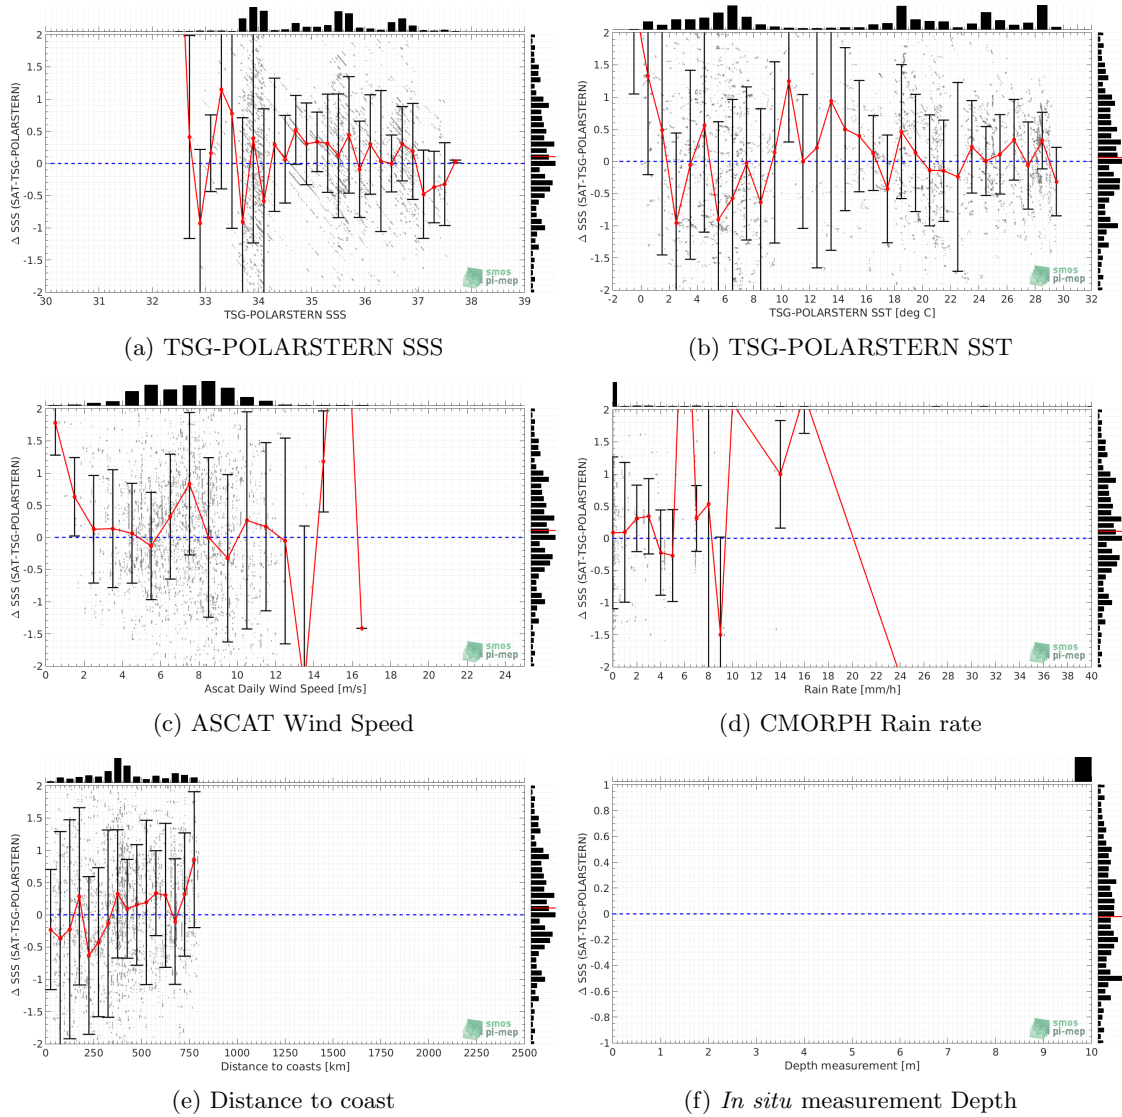 2
1.5
1
0.5
0
-0.5
-1
-1.5
-2
Δ SSS (SAT-TSG-POLARSTERN)
30 31 32 33 34 35 36 37 38 39
TSG-POLARSTERN SSS
smos
pi-mep
(a) TSG-POLARSTERN SSS
2
1.5
1
0.5
0
-0.5
-1
-1.5
-2
Δ SSS (SAT-TSG-POLARSTERN)
-2 0 2 4 6 8 10 12 14 16 18 20 22 24 26 28 30 32
TSG-POLARSTERN SST [deg C]
smos
pi-mep
(b) TSG-POLARSTERN SST
2
1.5
1
0.5
0
-0.5
-1
-1.5
-2
Δ SSS (SAT-TSG-POLARSTERN)
0 2 4 6 8 10 12 14 16 18 20 22 24
Ascat Daily Wind Speed [m/s]
smos
pi-mep
(c) ASCAT Wind Speed
2
1.5
1
0.5
0
-0.5
-1
-1.5
-2
Δ SSS (SAT-TSG-POLARSTERN)
0 2 4 6 8 10 12 14 16 18 20 22 24 26 28 30 32 34 36 38 40
Rain Rate [mm/h]
smos
pi-mep
(d) CMORPH Rain rate
2
1.5
1
0.5
0
-0.5
-1
-1.5
-2
Δ SSS (SAT-TSG-POLARSTERN)
0 250 500 750 1000 1250 1500 1750 2000 2250 2500
Distance to coasts [km]
smos
pi-mep
(e) Distance to coast
1
0.8
0.6
0.4
0.2
0
-0.2
-0.4
-0.6
-0.8
-1
Δ SSS (SAT-TSG-POLARSTERN)
0 1 2 3 4 5 6 7 8 9 10
Depth measurement [m]
smos
pi-mep
(f) In situ measurement Depth